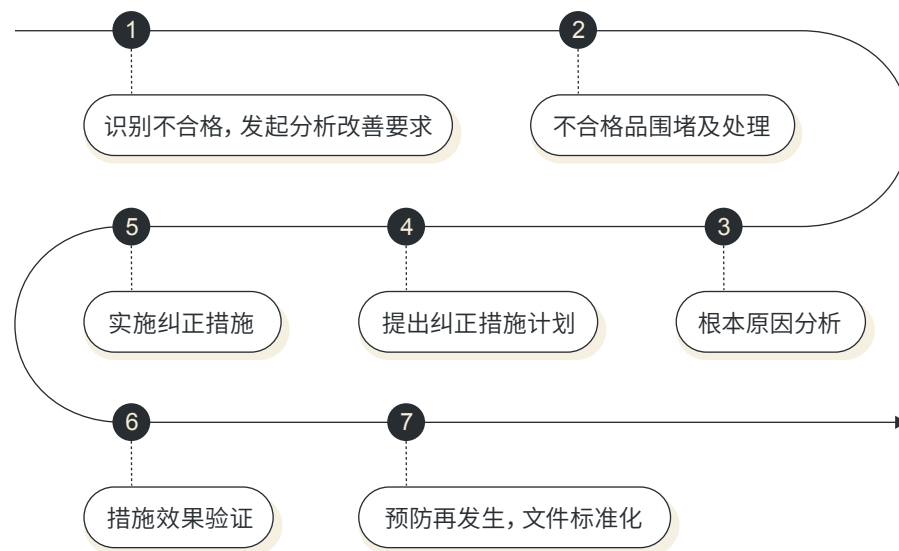 1
识别不合格，发起分析改善要求
2
不合格品围堵及处理
3
根本原因分析
4
提出纠正措施计划
5
实施纠正措施
6
措施效果验证
7
预防再发生，文件标准化